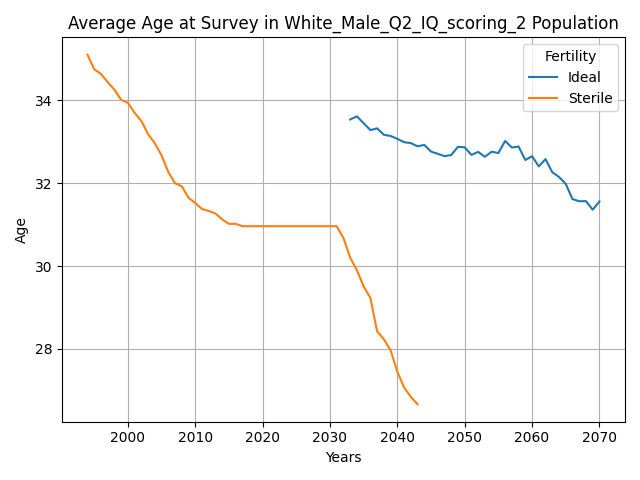 Average Age at Survey in White_Male_Q2_IQ_scoring_2 Population
Fertility
Ideal
Sterile
34
32
30
28
Age
2000 2010 2020 2030 2040 2050 2060 2070
Years